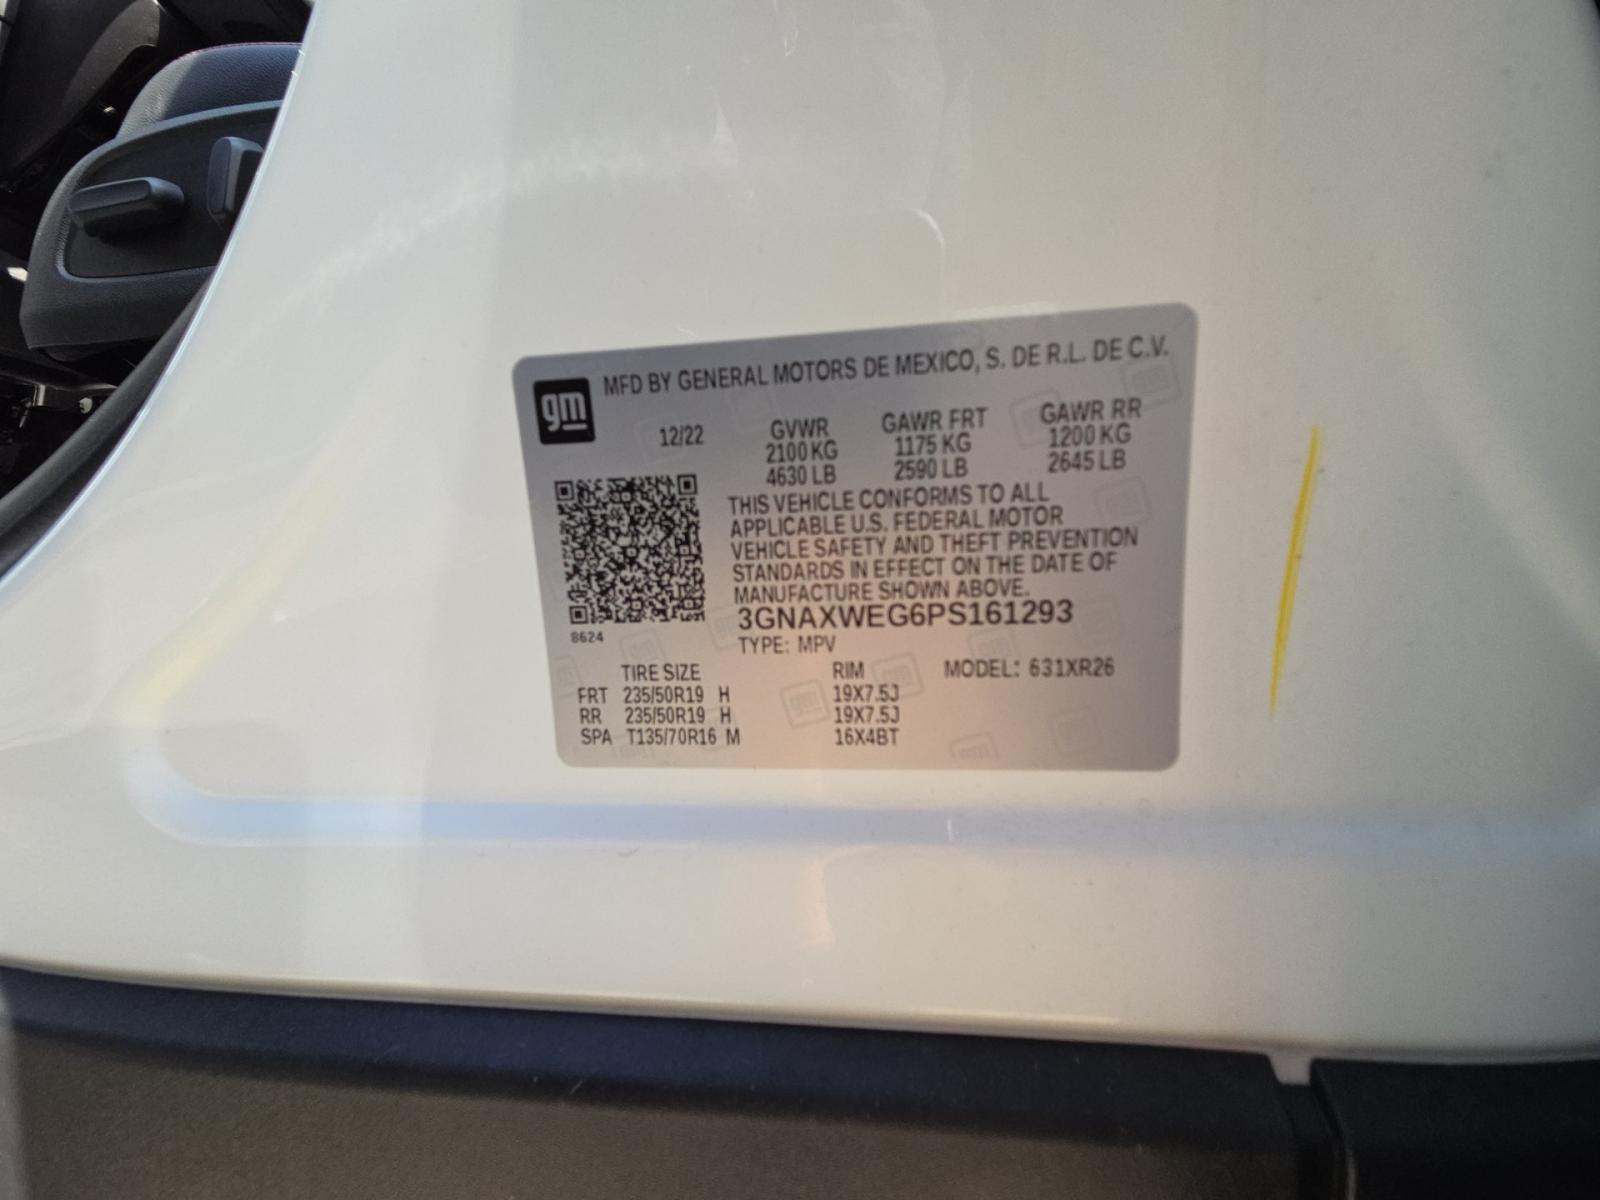 gm MFD BY GENERAL MOTORS DE MEXICO, S. DE R.L. DE C.V.
12/22 GVWR GAWR FRT GAWR RR
2100 KG 1175 KG 1200 KG
4630 LB 2590 LB 2645 LB
THIS VEHICLE CONFORMS TO ALL
APPLICABLE U.S. FEDERAL MOTOR
VEHICLE SAFETY AND THEFT PREVENTION
STANDARDS IN EFFECT ON THE DATE OF
MANUFACTURE SHOWN ABOVE.
3GNAXWEG6PS161293
8624
TYPE: MPV
TIRE SIZE RIM MODEL: 631XR26
FRT 235/50R19 H 19X7.5J
RR 235/50R19 H 19X7.5J
SPA T135/70R16 M 16X4BT